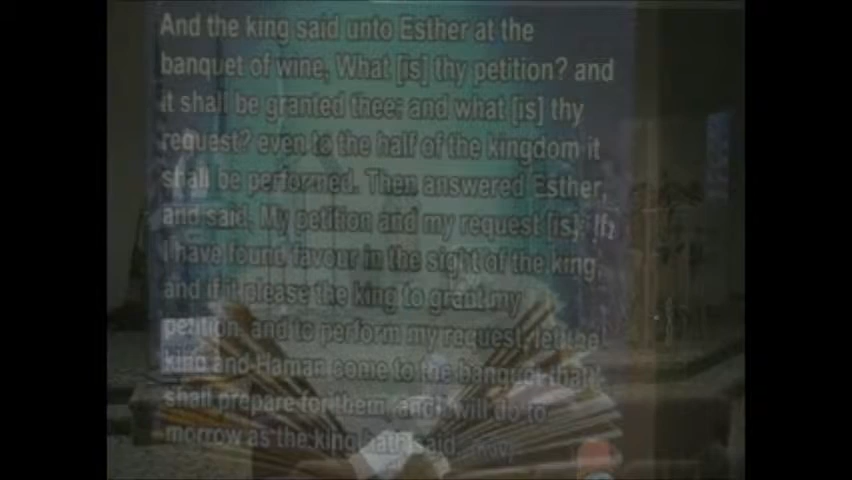 And the king said unto Esther at the
banquet of wine, What [is] thy petition? and
it shall be granted thee: and what [is] thy
request? even to the half of the kingdom it
shall be performed. Then answered Esther,
and said, My petition and my request [is]; If
I have found favour in the sight of the king,
and if it please the king to grant my
petition, and to perform my request, let the
king and Haman come to the banquet that I
shall prepare for them, and I will do to
morrow as the king hath said.